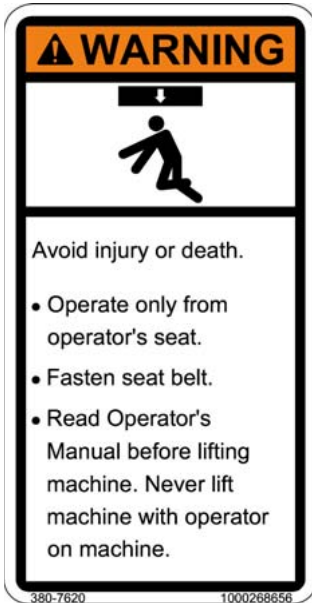 WARNING
Avoid injury or death.
• Operate only from
operator's seat.
• Fasten seat belt.
• Read Operator's
Manual before lifting
machine. Never lift
machine with operator
on machine.
380-7620 1000268656